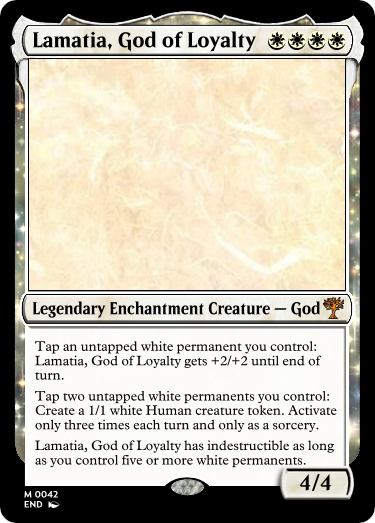 Lamatia, God of Loyalty
Legendary Enchantment Creature — God
Tap an untapped white permanent you control:
Lamatia, God of Loyalty gets +2/+2 until end of
turn.
Tap two untapped white permanents you control:
Create a 1/1 white Human creature token. Activate
only three times each turn and only as a sorcery.
Lamatia, God of Loyalty has indestructible as long
as you control five or more white permanents.
4/4
M 0042
END